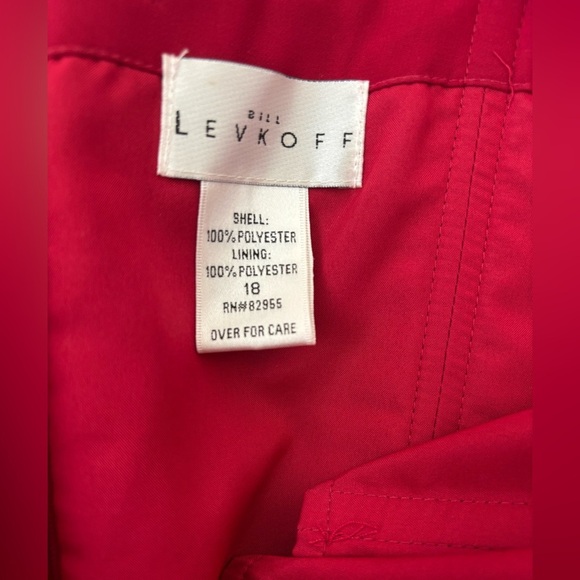 BILL
LEVKOFF
SHELL:
100% POLYESTER
LINING:
100% POLYESTER
18
RN#82955
OVER FOR CARE